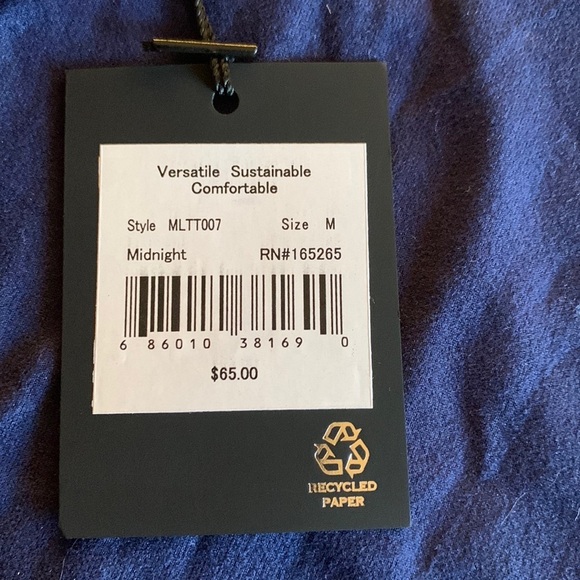 Versatile Sustainable
Comfortable
Style MLTT007 Size M
Midnight RN#165265
6 86010 38169 0
$65.00
RECYCLED
PAPER